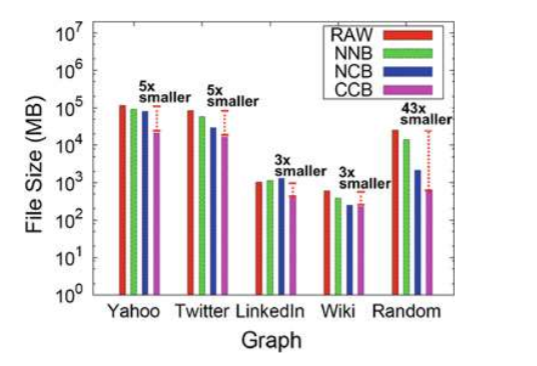 10^7
10^6
10^5
10^4
10^3
10^2
10^1
10^0
File Size (MB)
RAW
NNB
NCB
CCB
5x
smaller
5x
smaller
3x
smaller
3x
smaller
43x
smaller
Yahoo Twitter LinkedIn Wiki Random
Graph